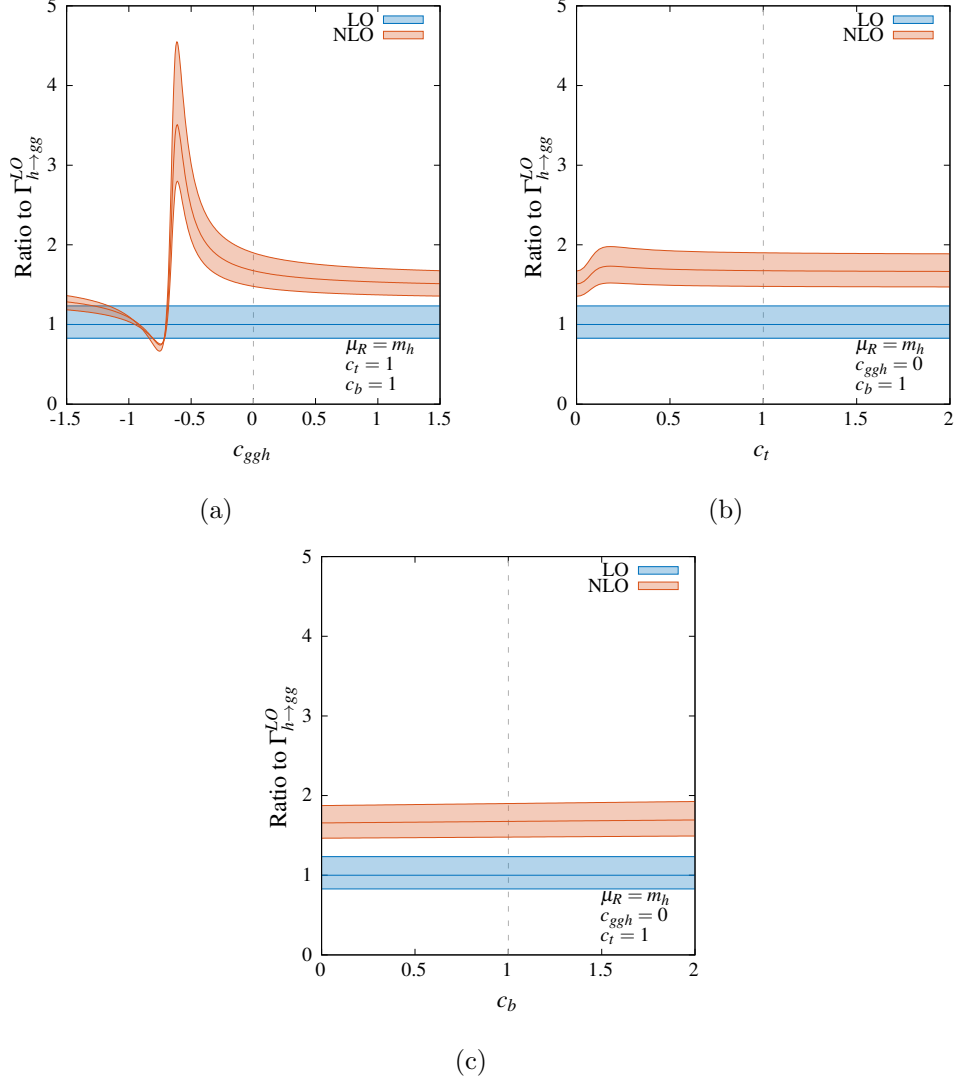 5
4
3
2
1
0
Ratio to Γ^{LO}_{h→gg}
LO
NLO
μ_R = m_h
c_t = 1
c_b = 1
-1.5 -1 -0.5 0 0.5 1 1.5
c_{ggh}
(a)
5
4
3
2
1
0
Ratio to Γ^{LO}_{h→gg}
LO
NLO
μ_R = m_h
c_{ggh} = 0
c_b = 1
0 0.5 1 1.5 2
c_t
(b)
5
4
3
2
1
0
Ratio to Γ^{LO}_{h→gg}
LO
NLO
μ_R = m_h
c_{ggh} = 0
c_t = 1
0 0.5 1 1.5 2
c_b
(c)